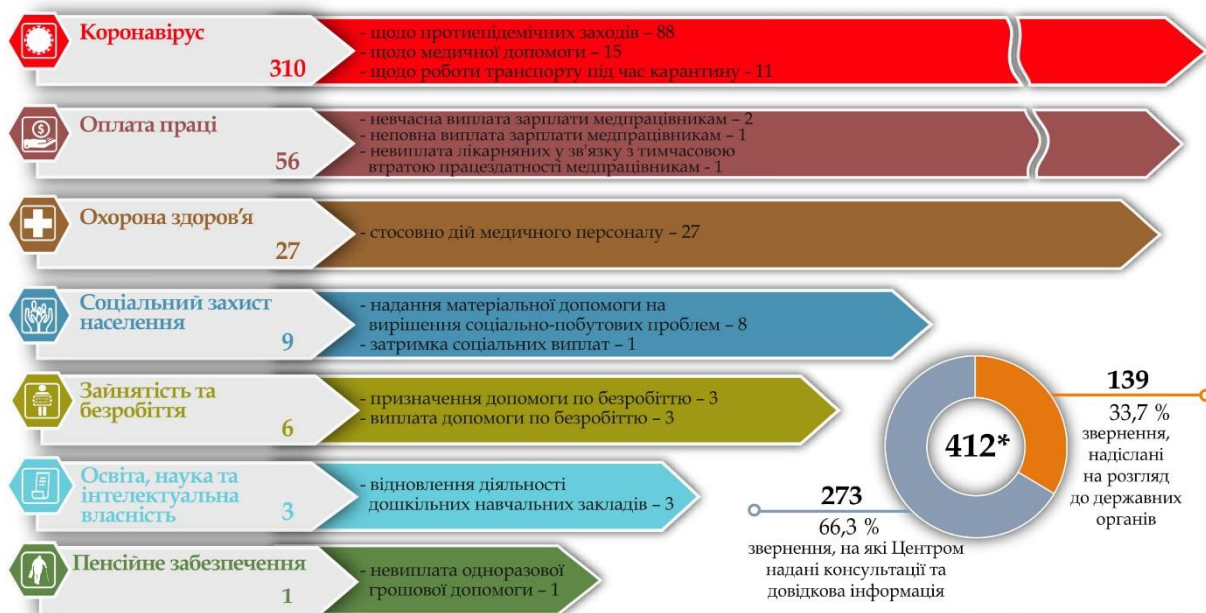 Коронавірус
310
- щодо протиепідемічних заходів – 88
- щодо медичної допомоги – 15
- щодо роботи транспорту під час карантину - 11
Оплата праці
56
- невчасна виплата зарплати медпрацівникам – 2
- неповна виплата зарплати медпрацівникам – 1
- невиплата лікарняних у зв'язку з тимчасовою
втратою працездатності медпрацівникам - 1
Охорона здоров'я
27
- стосовно дій медичного персоналу – 27
Соціальний захист
населення
9
- надання матеріальної допомоги на
вирішення соціально-побутових проблем – 8
- затримка соціальних виплат – 1
Зайнятість та
безробіття
6
- призначення допомоги по безробіттю – 3
- виплата допомоги по безробіттю – 3
Освіта, наука та
інтелектуальна
власність
3
- відновлення діяльності
дошкільних навчальних закладів – 3
Пенсійне забезпечення
1
- невиплата одноразової
грошової допомоги – 1
412*
139
33,7 %
звернення,
надіслані
на розгляд
до державних
органів
273
66,3 %
звернення, на які Центром
надані консультації та
довідкова інформація